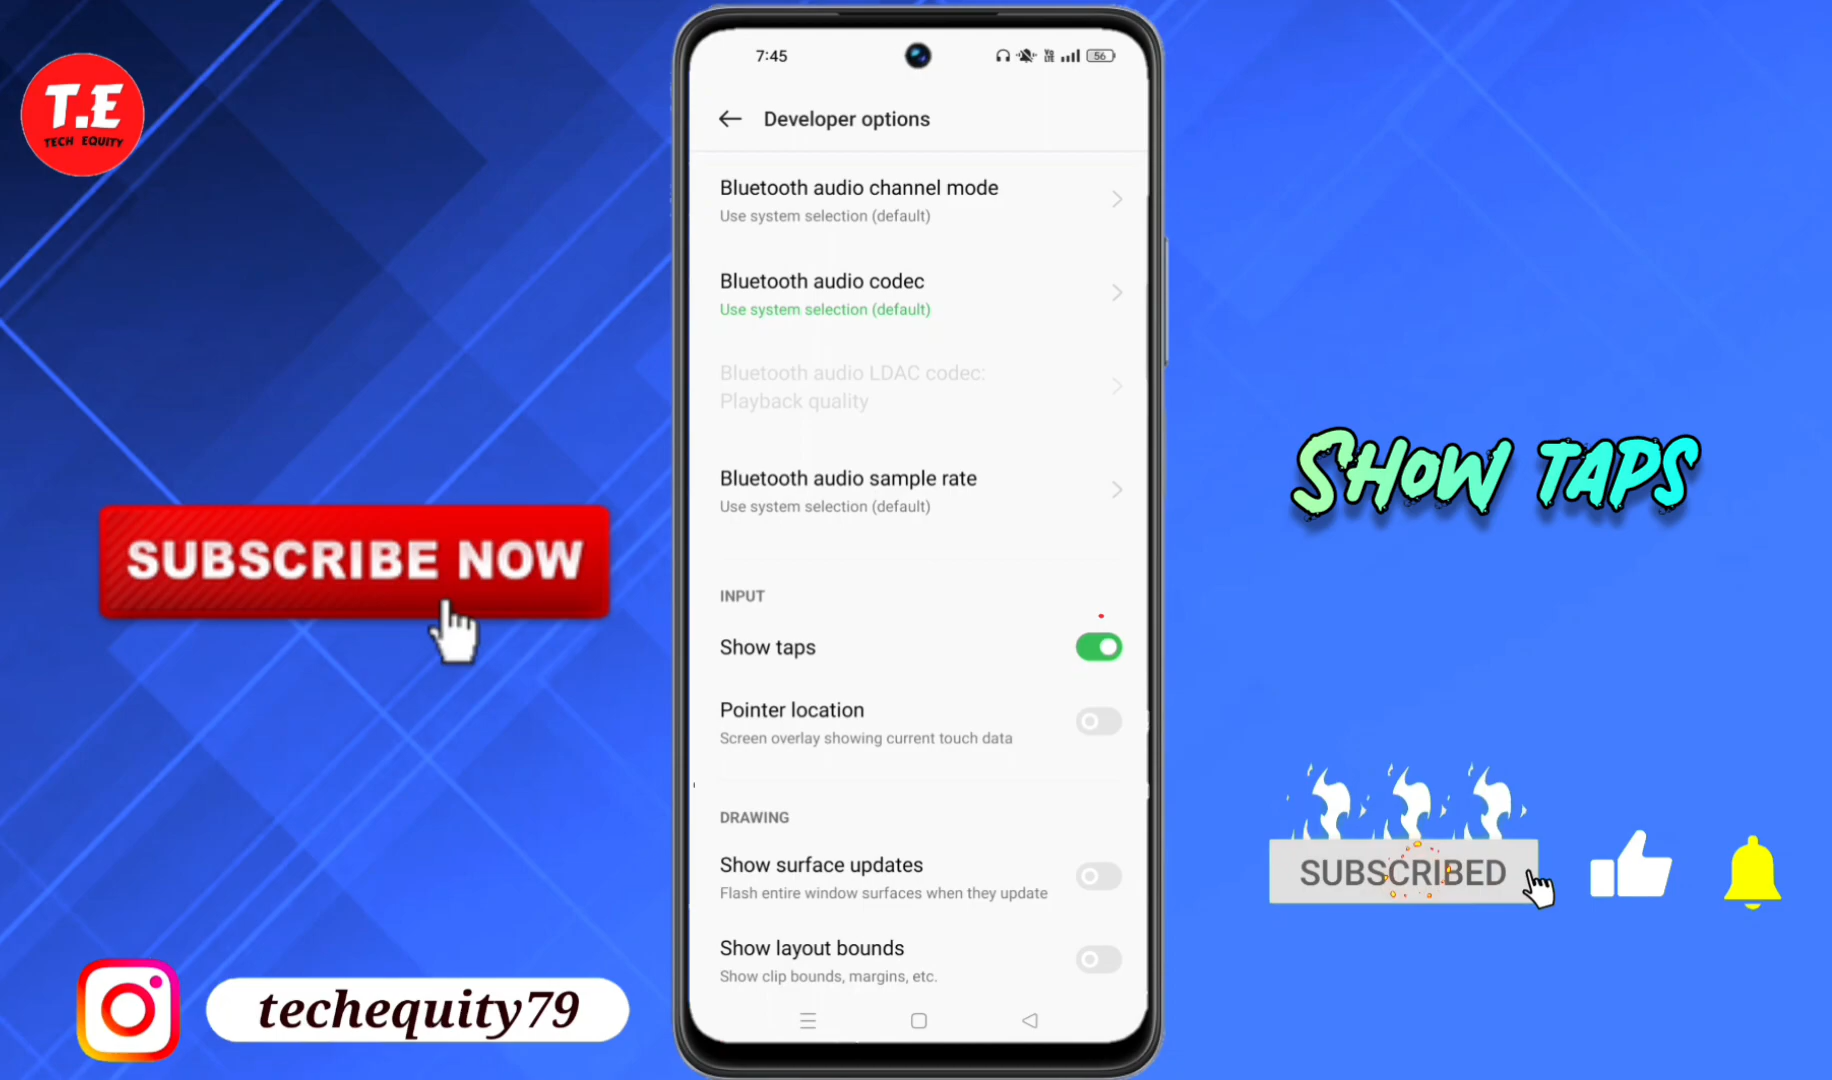 T.E
TECH EQUITY
7:45
56
Developer options
Bluetooth audio channel mode
Use system selection (default)
Bluetooth audio codec
Use system selection (default)
Bluetooth audio LDAC codec:
Playback quality
Bluetooth audio sample rate
Use system selection (default)
INPUT
Show taps
Pointer location
Screen overlay showing current touch data
DRAWING
Show surface updates
Flash entire window surfaces when they update
Show layout bounds
Show clip bounds, margins, etc.
SUBSCRIBE NOW
techequity79
SHOW TAPS
SUBSCRIBED